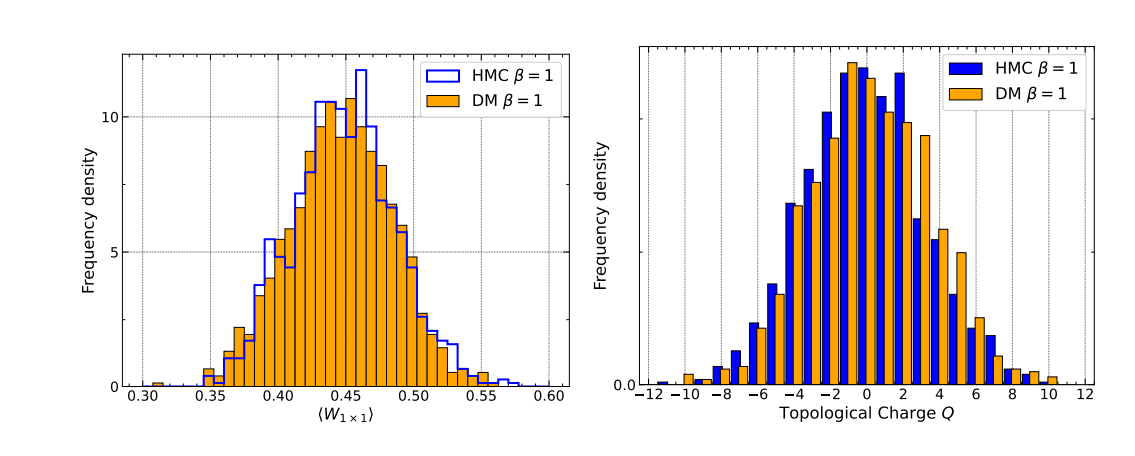 HMC β = 1
DM β = 1
Frequency density
10
5
0
0.30 0.35 0.40 0.45 0.50 0.55 0.60
⟨W₁ₓ₁⟩
HMC β = 1
DM β = 1
Frequency density
0.0
−12 −10 −8 −6 −4 −2 0 2 4 6 8 10 12
Topological Charge Q